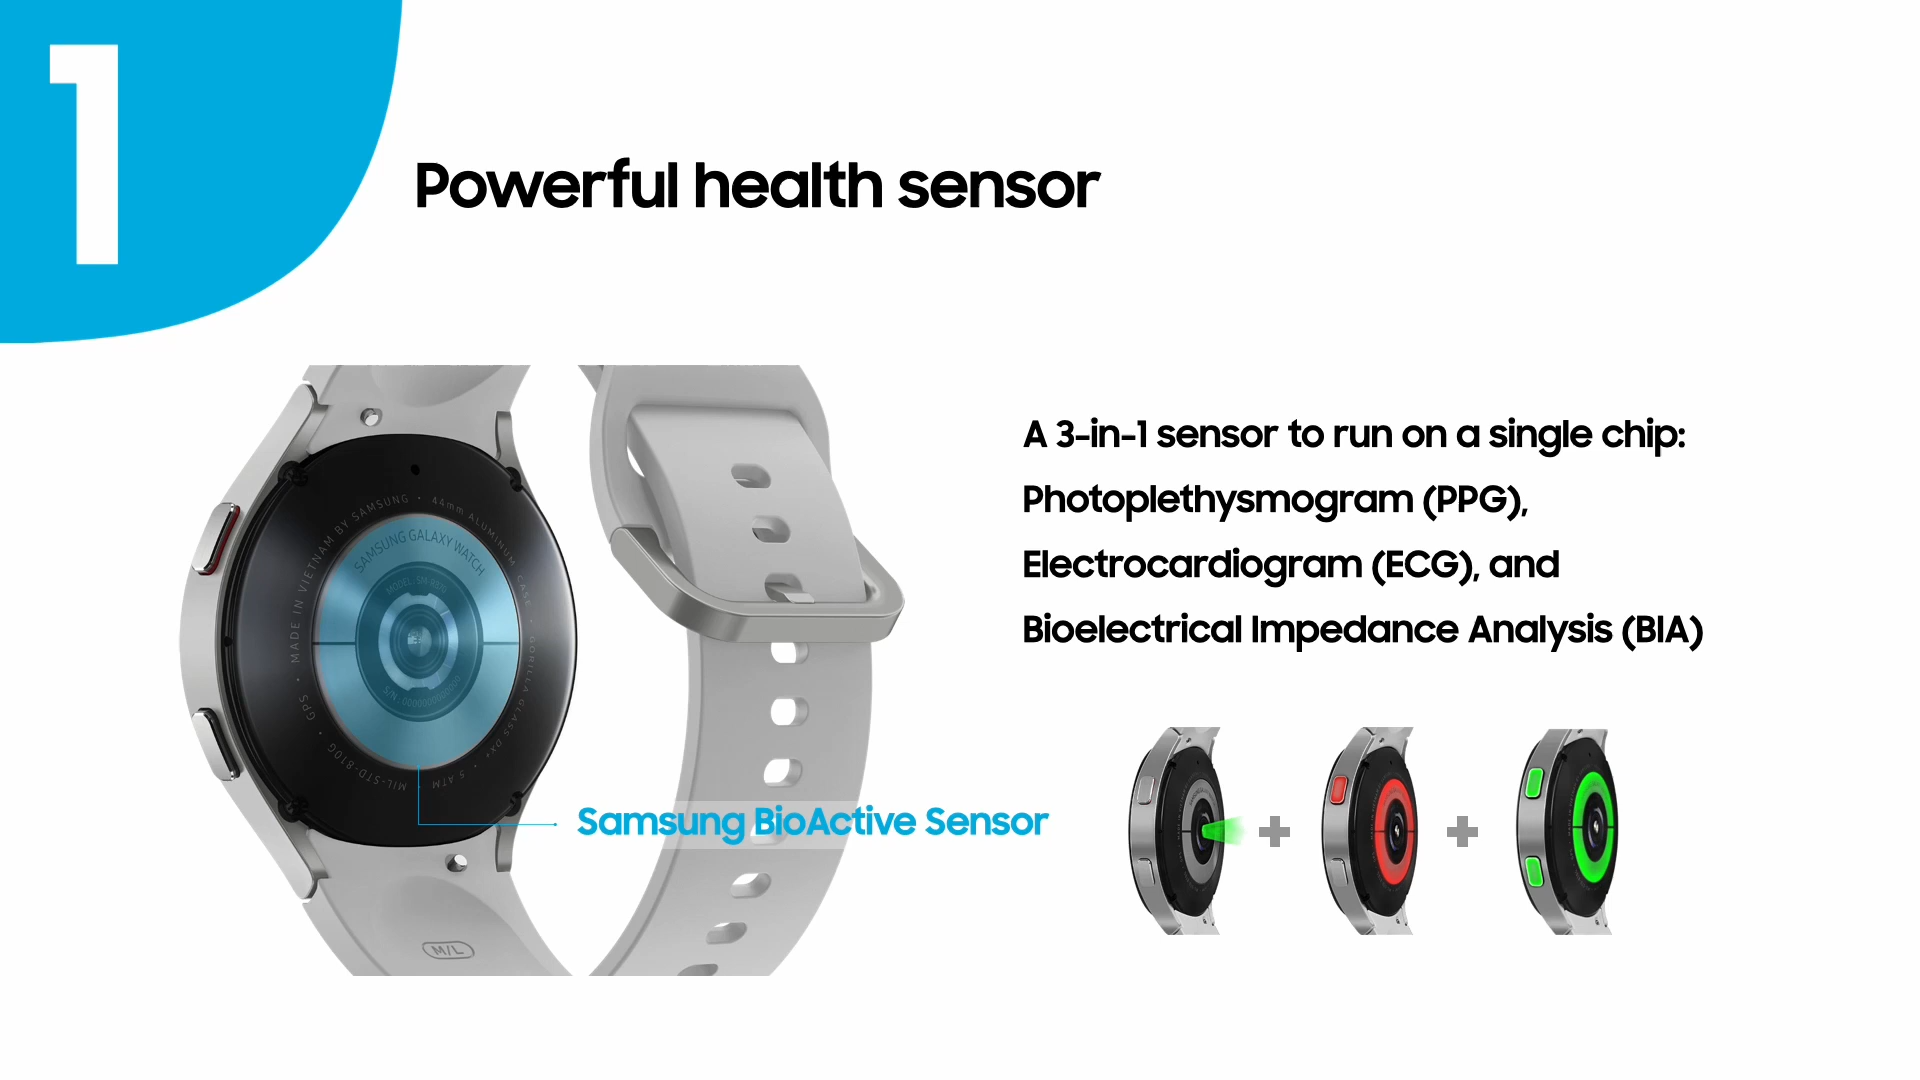 1
Powerful health sensor
A 3-in-1 sensor to run on a single chip:
Photoplethysmogram (PPG),
Electrocardiogram (ECG), and
Bioelectrical Impedance Analysis (BIA)
MADE IN VIETNAM BY SAMSUNG • 44mm ALUMINUM CASE • GORILLA GLASS DX+ • 5 ATM • MIL-STD-810G • GPS •
SAMSUNG GALAXY WATCH
Samsung BioActive Sensor
M/L